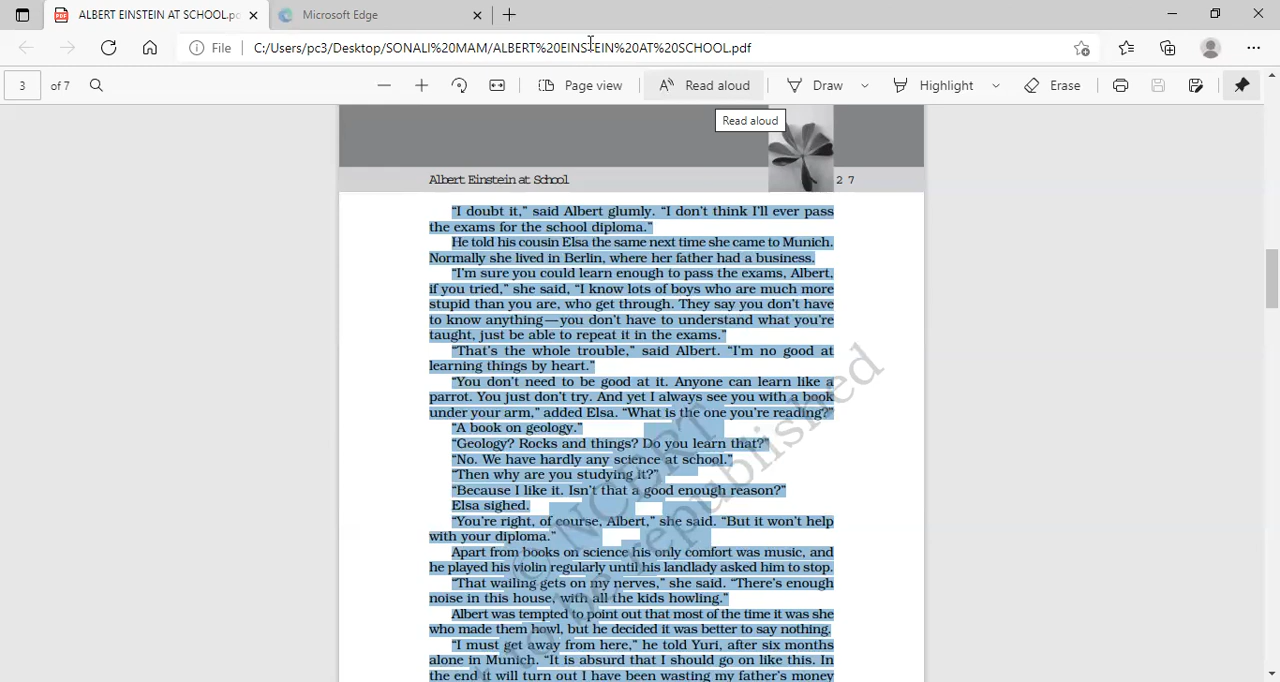 ALBERT EINSTEIN AT SCHOOL.pd
Microsoft Edge
File
C:/Users/pc3/Desktop/SONALI%20MAM/ALBERT%20EINSTEIN%20AT%20SCHOOL.pdf
3 of 7
Page view
Read aloud
Draw
Highlight
Erase
Read aloud
Albert Einstein at School 27
“I doubt it,” said Albert glumly. “I don’t think I’ll ever pass
the exams for the school diploma.”
He told his cousin Elsa the same next time she came to Munich.
Normally she lived in Berlin, where her father had a business.
“I’m sure you could learn enough to pass the exams, Albert,
if you tried,” she said, “I know lots of boys who are much more
stupid than you are, who get through. They say you don’t have
to know anything—you don’t have to understand what you’re
taught, just be able to repeat it in the exams.”
“That’s the whole trouble,” said Albert. “I’m no good at
learning things by heart.”
“You don’t need to be good at it. Anyone can learn like a
parrot. You just don’t try. And yet I always see you with a book
under your arm,” added Elsa. “What is the one you’re reading?”
“A book on geology.”
“Geology? Rocks and things? Do you learn that?”
“No. We have hardly any science at school.”
“Then why are you studying it?”
“Because I like it. Isn’t that a good enough reason?”
Elsa sighed.
“You’re right, of course, Albert,” she said. “But it won’t help
with your diploma.”
Apart from books on science his only comfort was music, and
he played his violin regularly until his landlady asked him to stop.
“That wailing gets on my nerves,” she said. “There’s enough
noise in this house, with all the kids howling.”
Albert was tempted to point out that most of the time it was she
who made them howl, but he decided it was better to say nothing.
“I must get away from here,” he told Yuri, after six months
alone in Munich. “It is absurd that I should go on like this. In
the end it will turn out I have been wasting my father’s money
© NCERT
to be republished